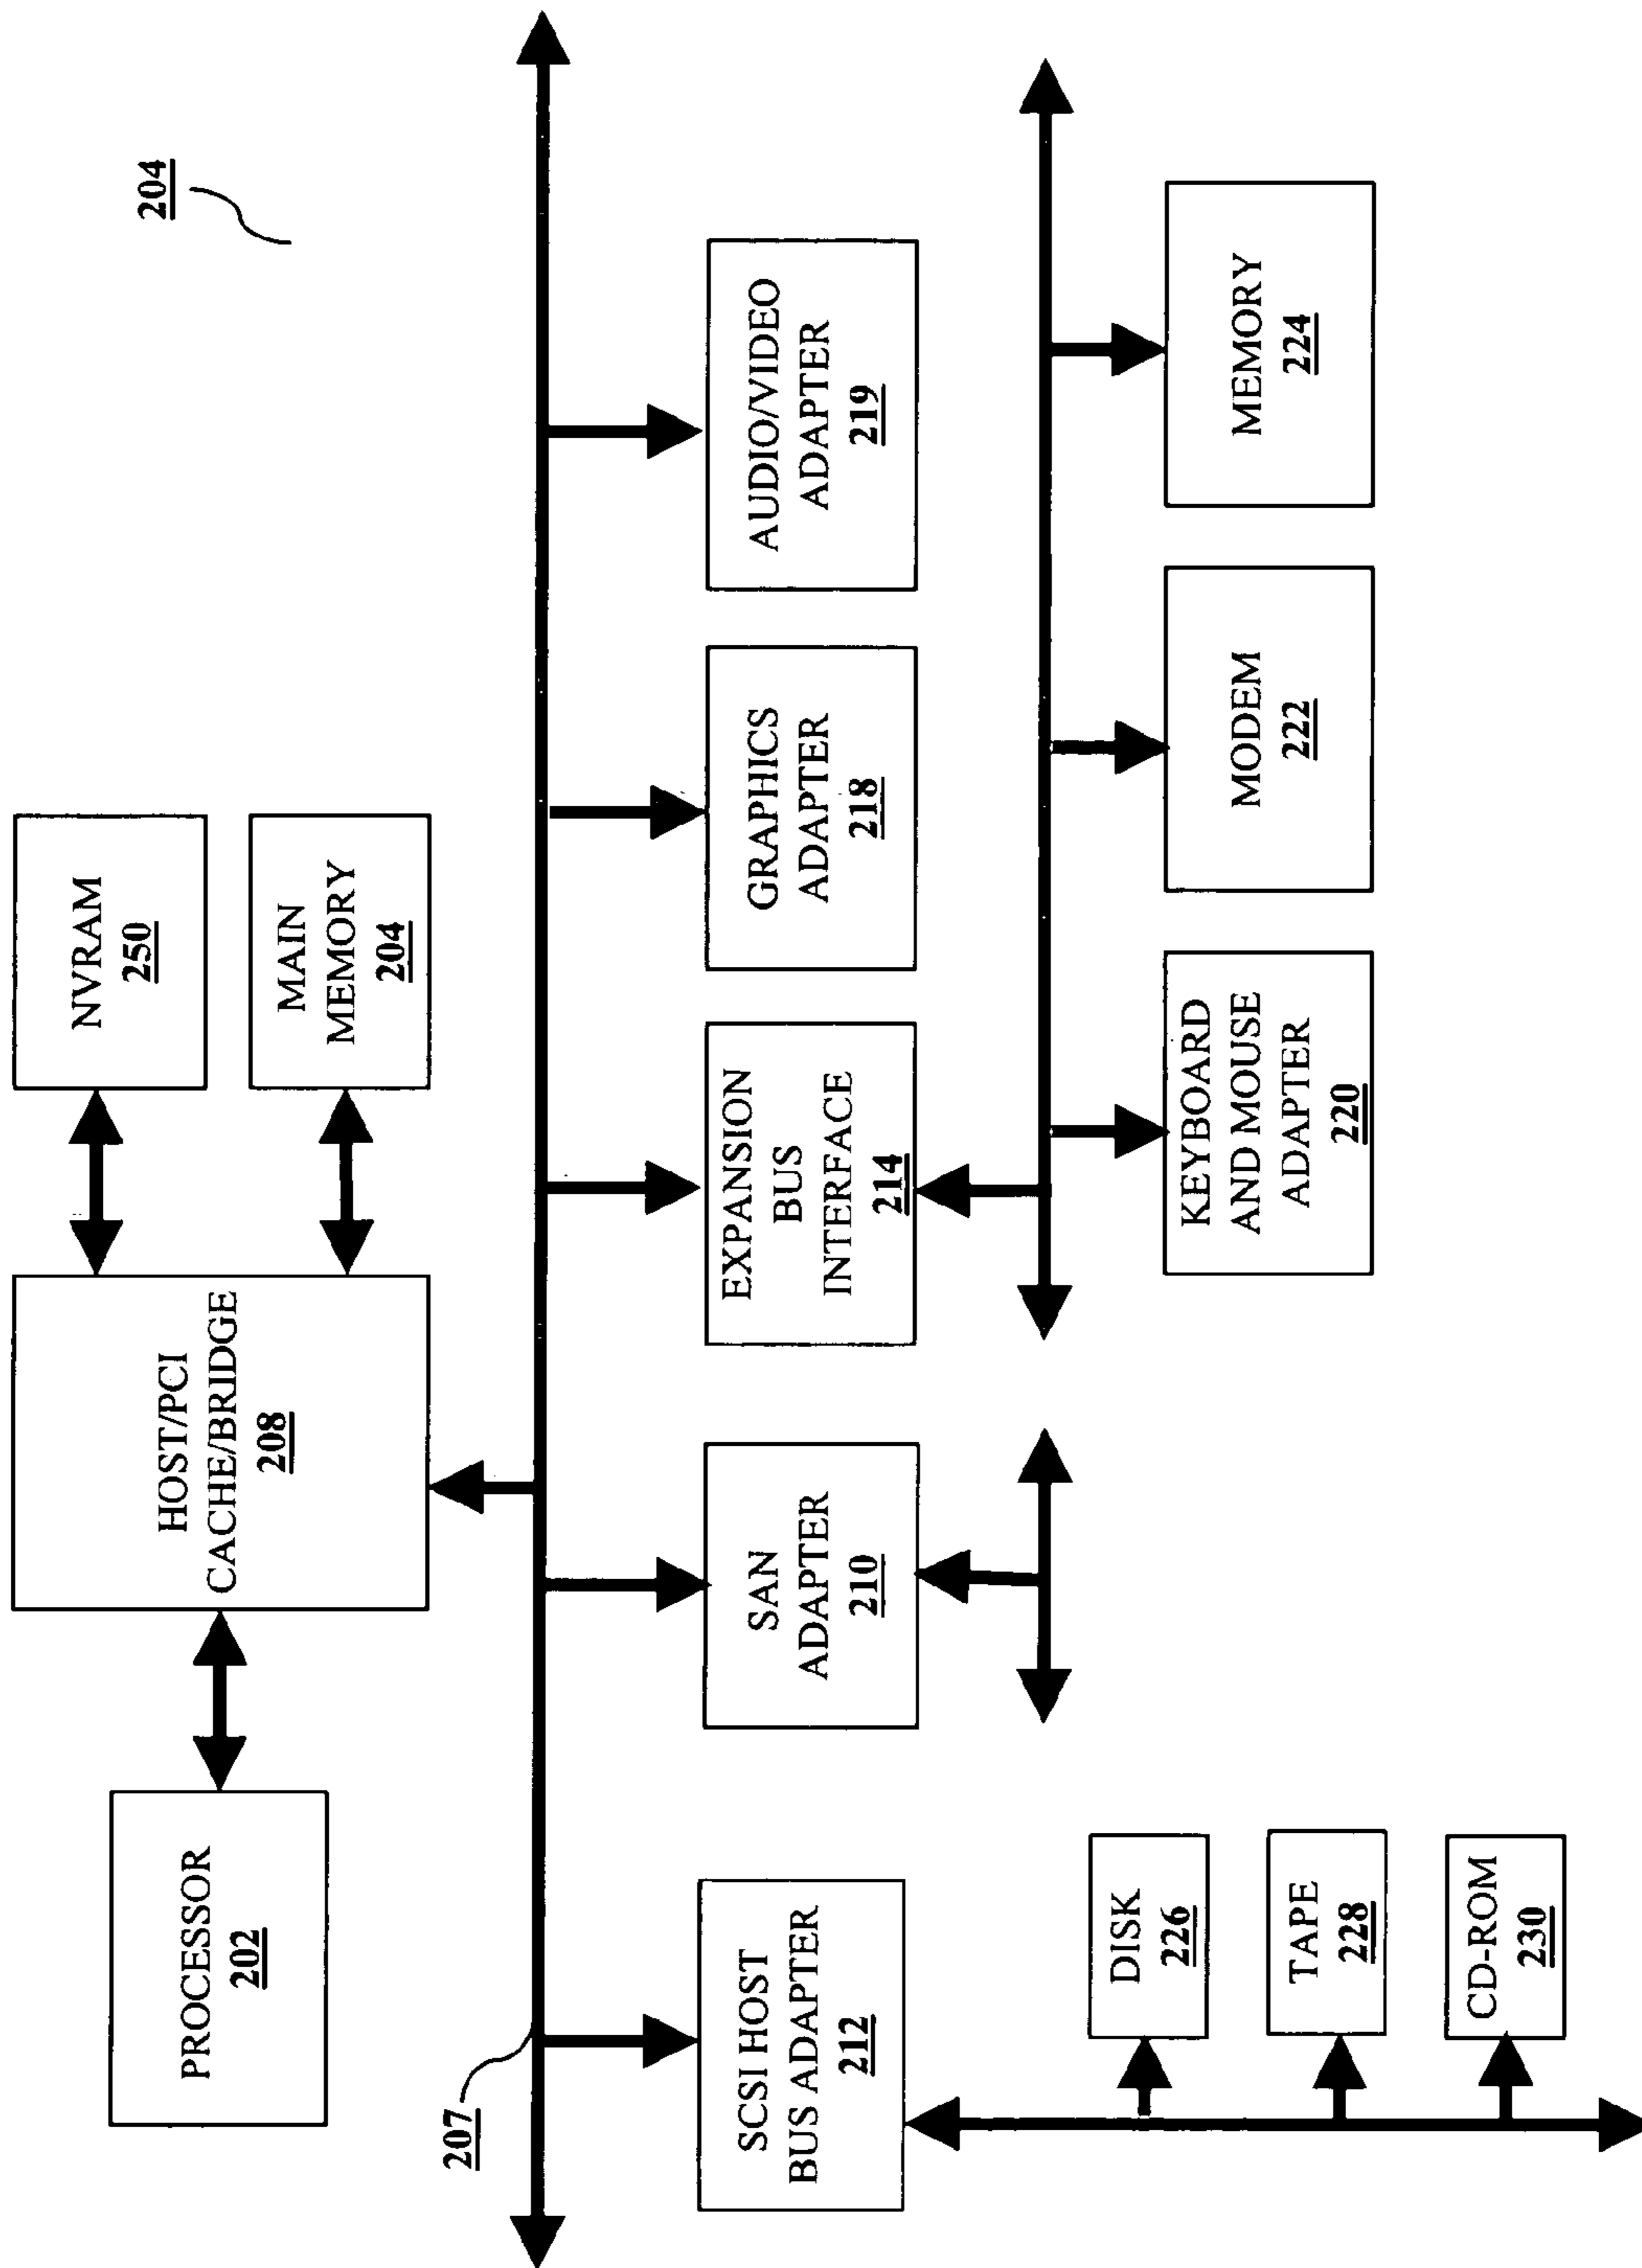 204
NVRAM
250
PROCESSOR
202
HOST/PCI
CACHE/BRIDGE
208
MAIN
MEMORY
204
207
SCSI HOST
BUS ADAPTER
212
SAN
ADAPTER
210
EXPANSION
BUS
INTERFACE
214
GRAPHICS
ADAPTER
218
AUDIO/VIDEO
ADAPTER
219
DISK
226
TAPE
228
CD-ROM
230
KEYBOARD
AND MOUSE
ADAPTER
220
MODEM
222
MEMORY
224